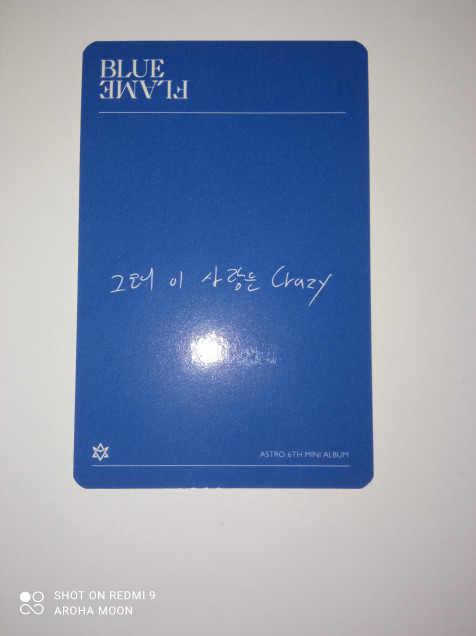 BLUE
FLAME
그래 이 사랑은 Crazy
ASTRO 6TH MINI ALBUM
SHOT ON REDMI 9
AROHA MOON